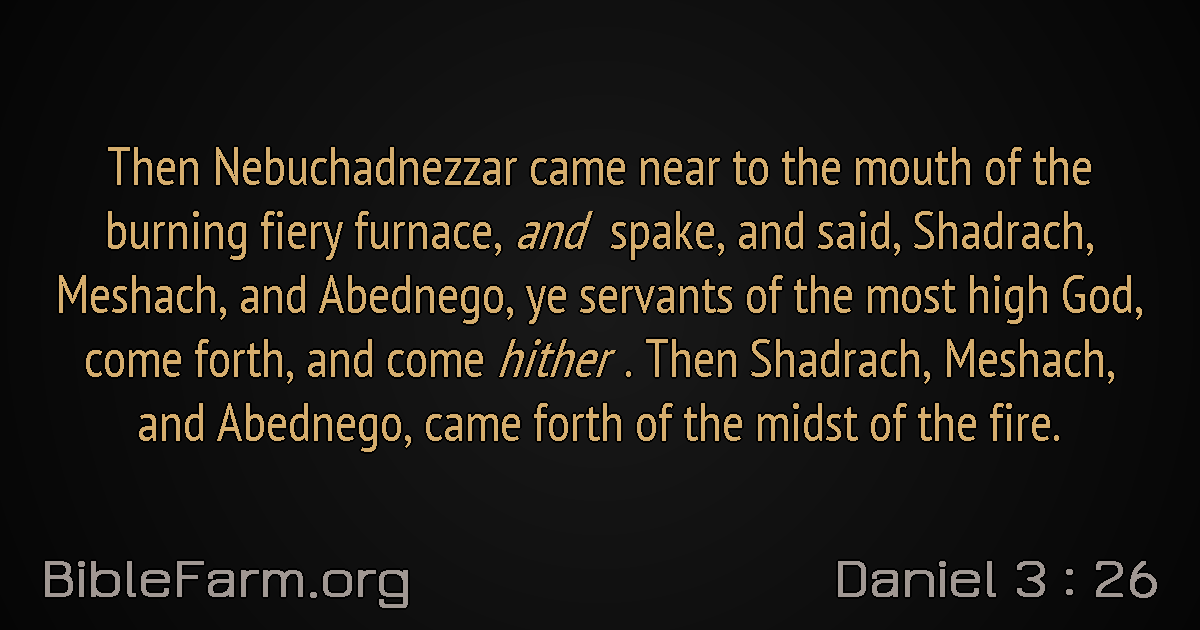 Then Nebuchadnezzar came near to the mouth of the
burning fiery furnace, and spake, and said, Shadrach,
Meshach, and Abednego, ye servants of the most high God,
come forth, and come hither . Then Shadrach, Meshach,
and Abednego, came forth of the midst of the fire.
BibleFarm.org
Daniel 3 : 26